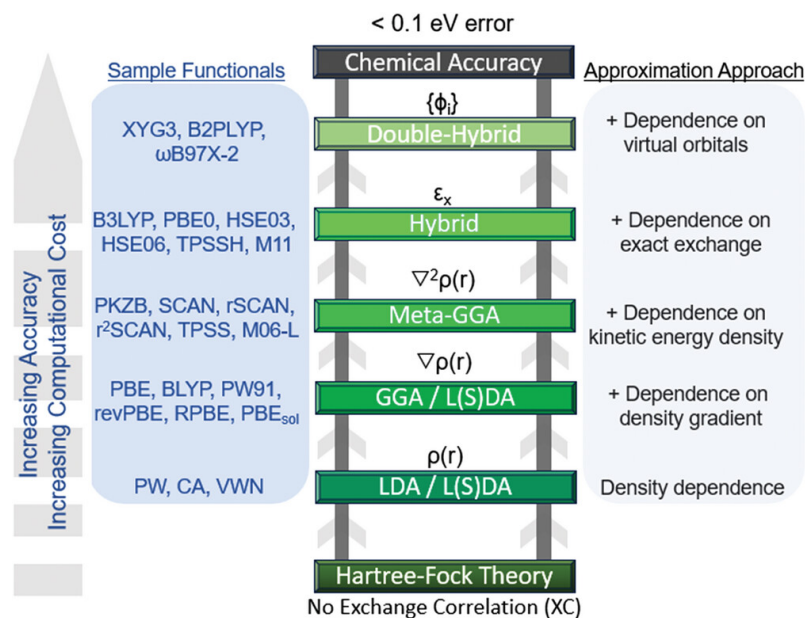 < 0.1 eV error
Sample Functionals
Chemical Accuracy
Approximation Approach
{ϕᵢ}
XYG3, B2PLYP,
ωB97X-2
Double-Hybrid
+ Dependence on
virtual orbitals
εₓ
B3LYP, PBE0, HSE03,
HSE06, TPSSH, M11
Hybrid
+ Dependence on
exact exchange
▽²ρ(r)
PKZB, SCAN, rSCAN,
r²SCAN, TPSS, M06-L
Meta-GGA
+ Dependence on
kinetic energy density
▽ρ(r)
PBE, BLYP, PW91,
revPBE, RPBE, PBEsol
GGA / L(S)DA
+ Dependence on
density gradient
ρ(r)
PW, CA, VWN
LDA / L(S)DA
Density dependence
Hartree-Fock Theory
No Exchange Correlation (XC)
Increasing Accuracy
Increasing Computational Cost